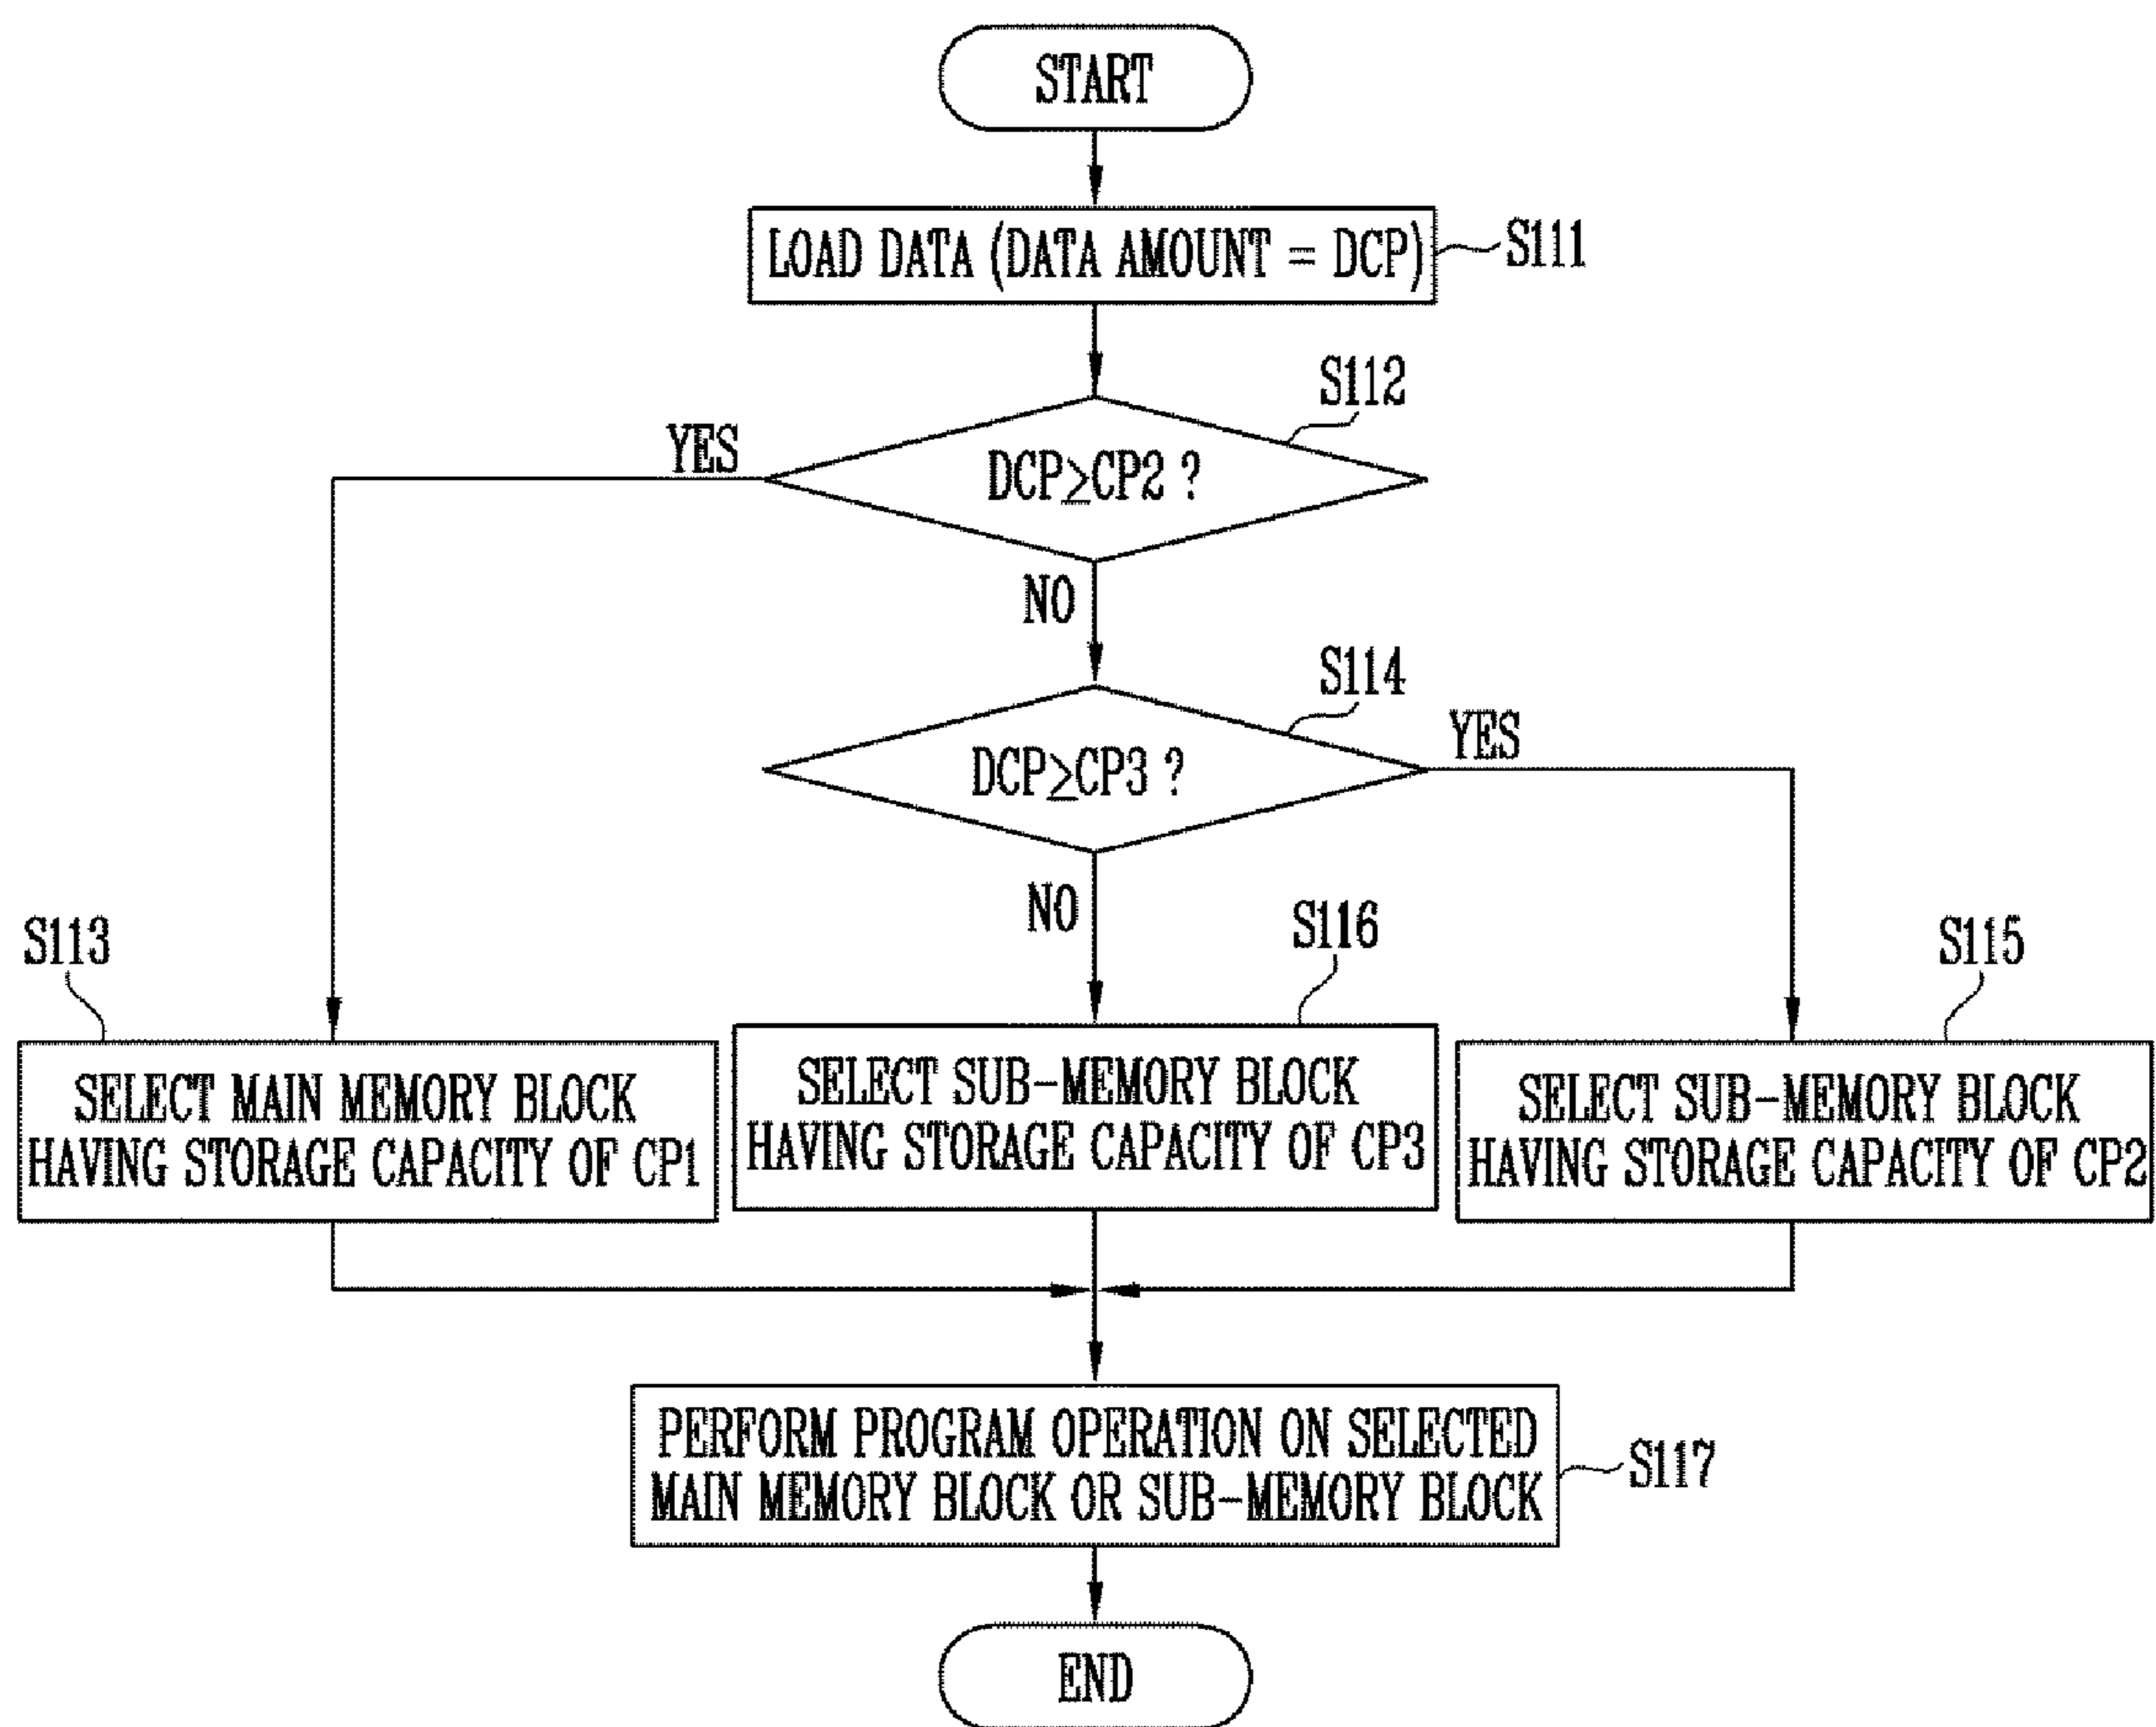 START
LOAD DATA (DATA AMOUNT = DCP)
S111
S112
YES
DCP≥CP2 ?
NO
S114
YES
DCP≥CP3 ?
NO
S113
S116
S115
SELECT MAIN MEMORY BLOCK
HAVING STORAGE CAPACITY OF CP1
SELECT SUB-MEMORY BLOCK
HAVING STORAGE CAPACITY OF CP3
SELECT SUB-MEMORY BLOCK
HAVING STORAGE CAPACITY OF CP2
PERFORM PROGRAM OPERATION ON SELECTED
MAIN MEMORY BLOCK OR SUB-MEMORY BLOCK
S117
END